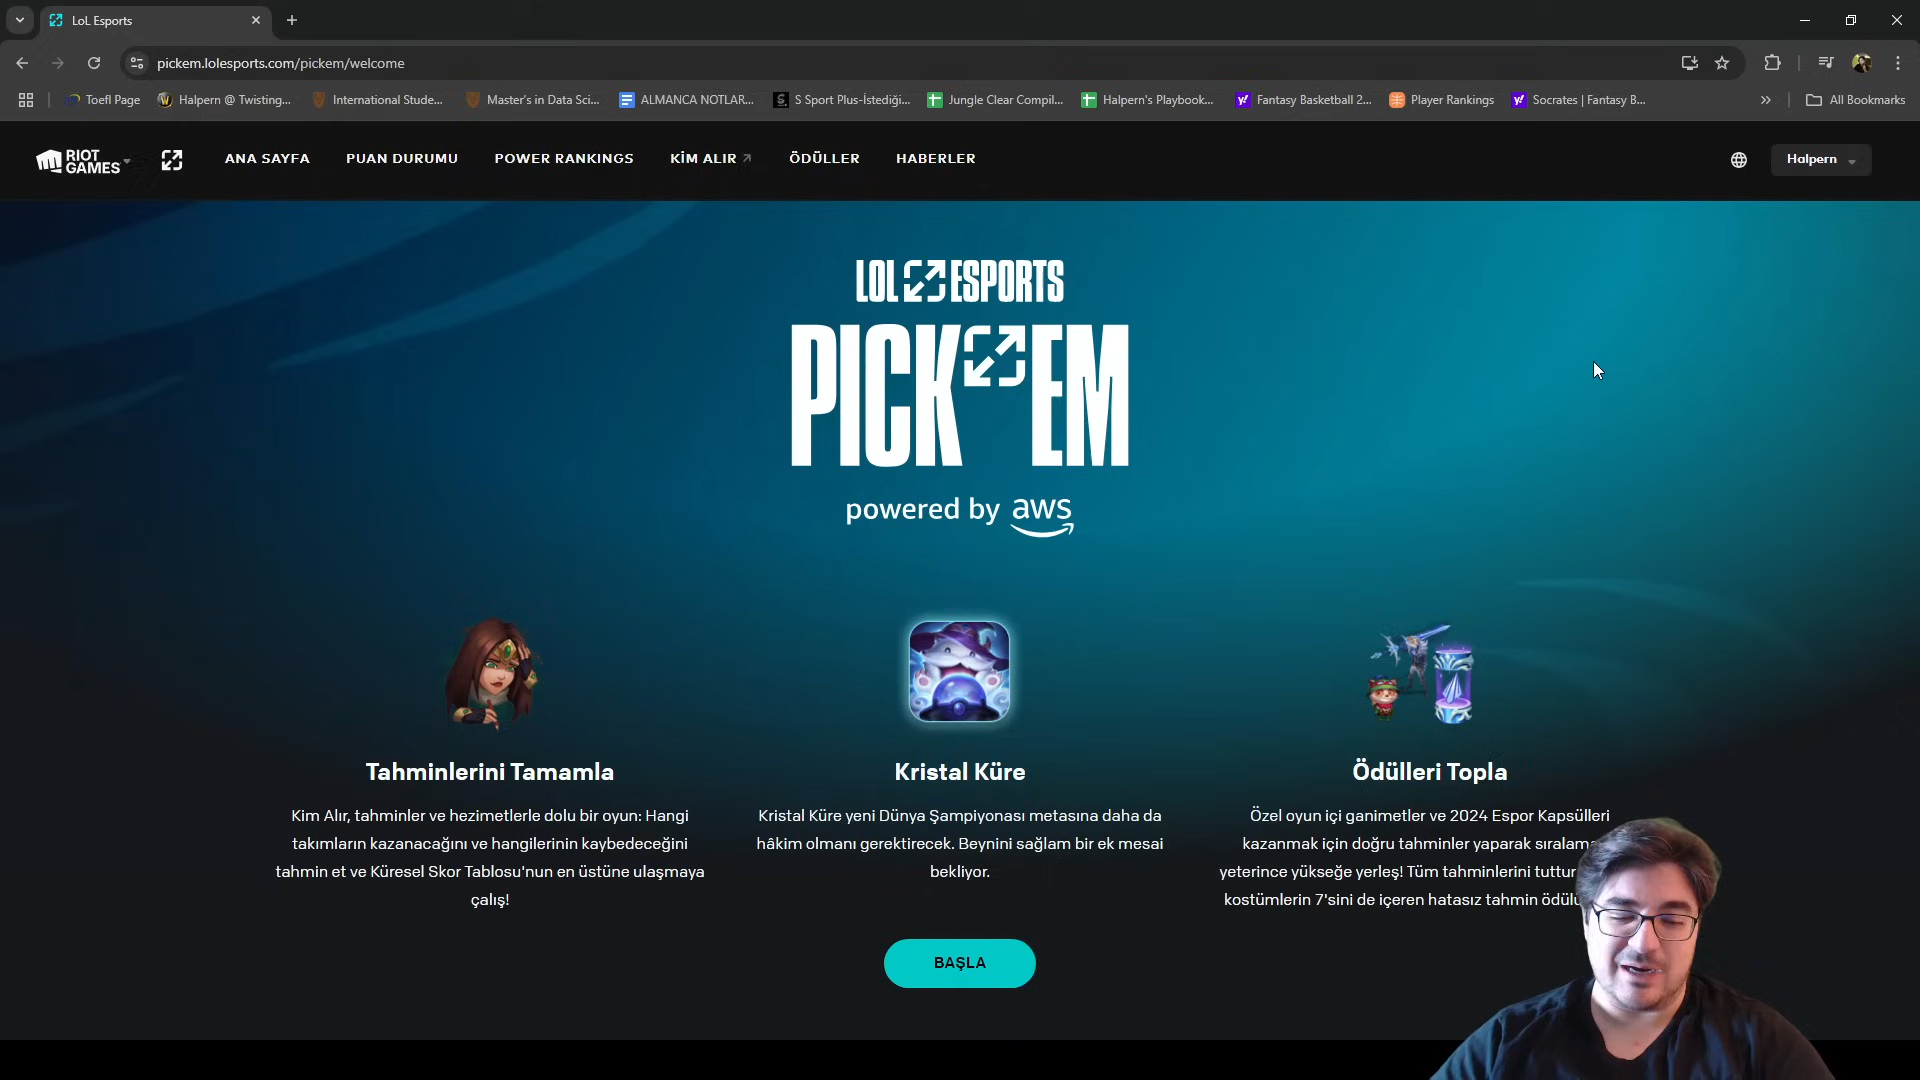 LoL Esports
pickem.lolesports.com/pickem/welcome
Toefl Page
Halpern @ Twisting...
International Stude...
Master's in Data Sci...
ALMANCA NOTLAR...
S Sport Plus-İstediği...
Jungle Clear Compil...
Halpern's Playbook...
Fantasy Basketball 2...
Player Rankings
Socrates | Fantasy B...
All Bookmarks
RIOT
GAMES
ANA SAYFA
PUAN DURUMU
POWER RANKINGS
KİM ALIR
ÖDÜLLER
HABERLER
Halpern
LOL ESPORTS
PICK EM
powered by aws
Tahminlerini Tamamla
Kim Alır, tahminler ve hezimetlerle dolu bir oyun: Hangi
takımların kazanacağını ve hangilerinin kaybedeceğini
tahmin et ve Küresel Skor Tablosu'nun en üstüne ulaşmaya
çalış!
Kristal Küre
Kristal Küre yeni Dünya Şampiyonası metasına daha da
hâkim olmanı gerektirecek. Beynini sağlam bir ek mesai
bekliyor.
Ödülleri Topla
Özel oyun içi ganimetler ve 2024 Espor Kapsülleri
kazanmak için doğru tahminler yaparak sıralama
yeterince yükseğe yerleş! Tüm tahminlerini tuttur
kostümlerin 7'sini de içeren hatasız tahmin
BAŞLA